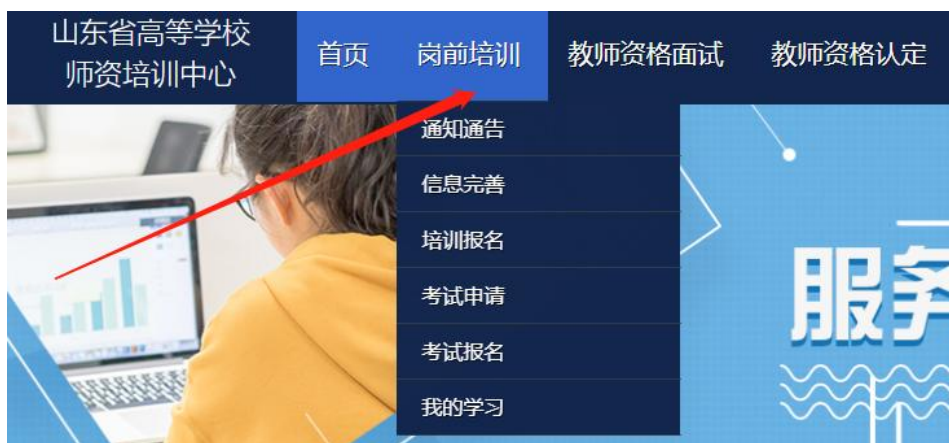 山东省高等学校
师资培训中心
首页 岗前培训 教师资格面试 教师资格认定
通知通告
信息完善
培训报名
考试申请
考试报名
我的学习
服务